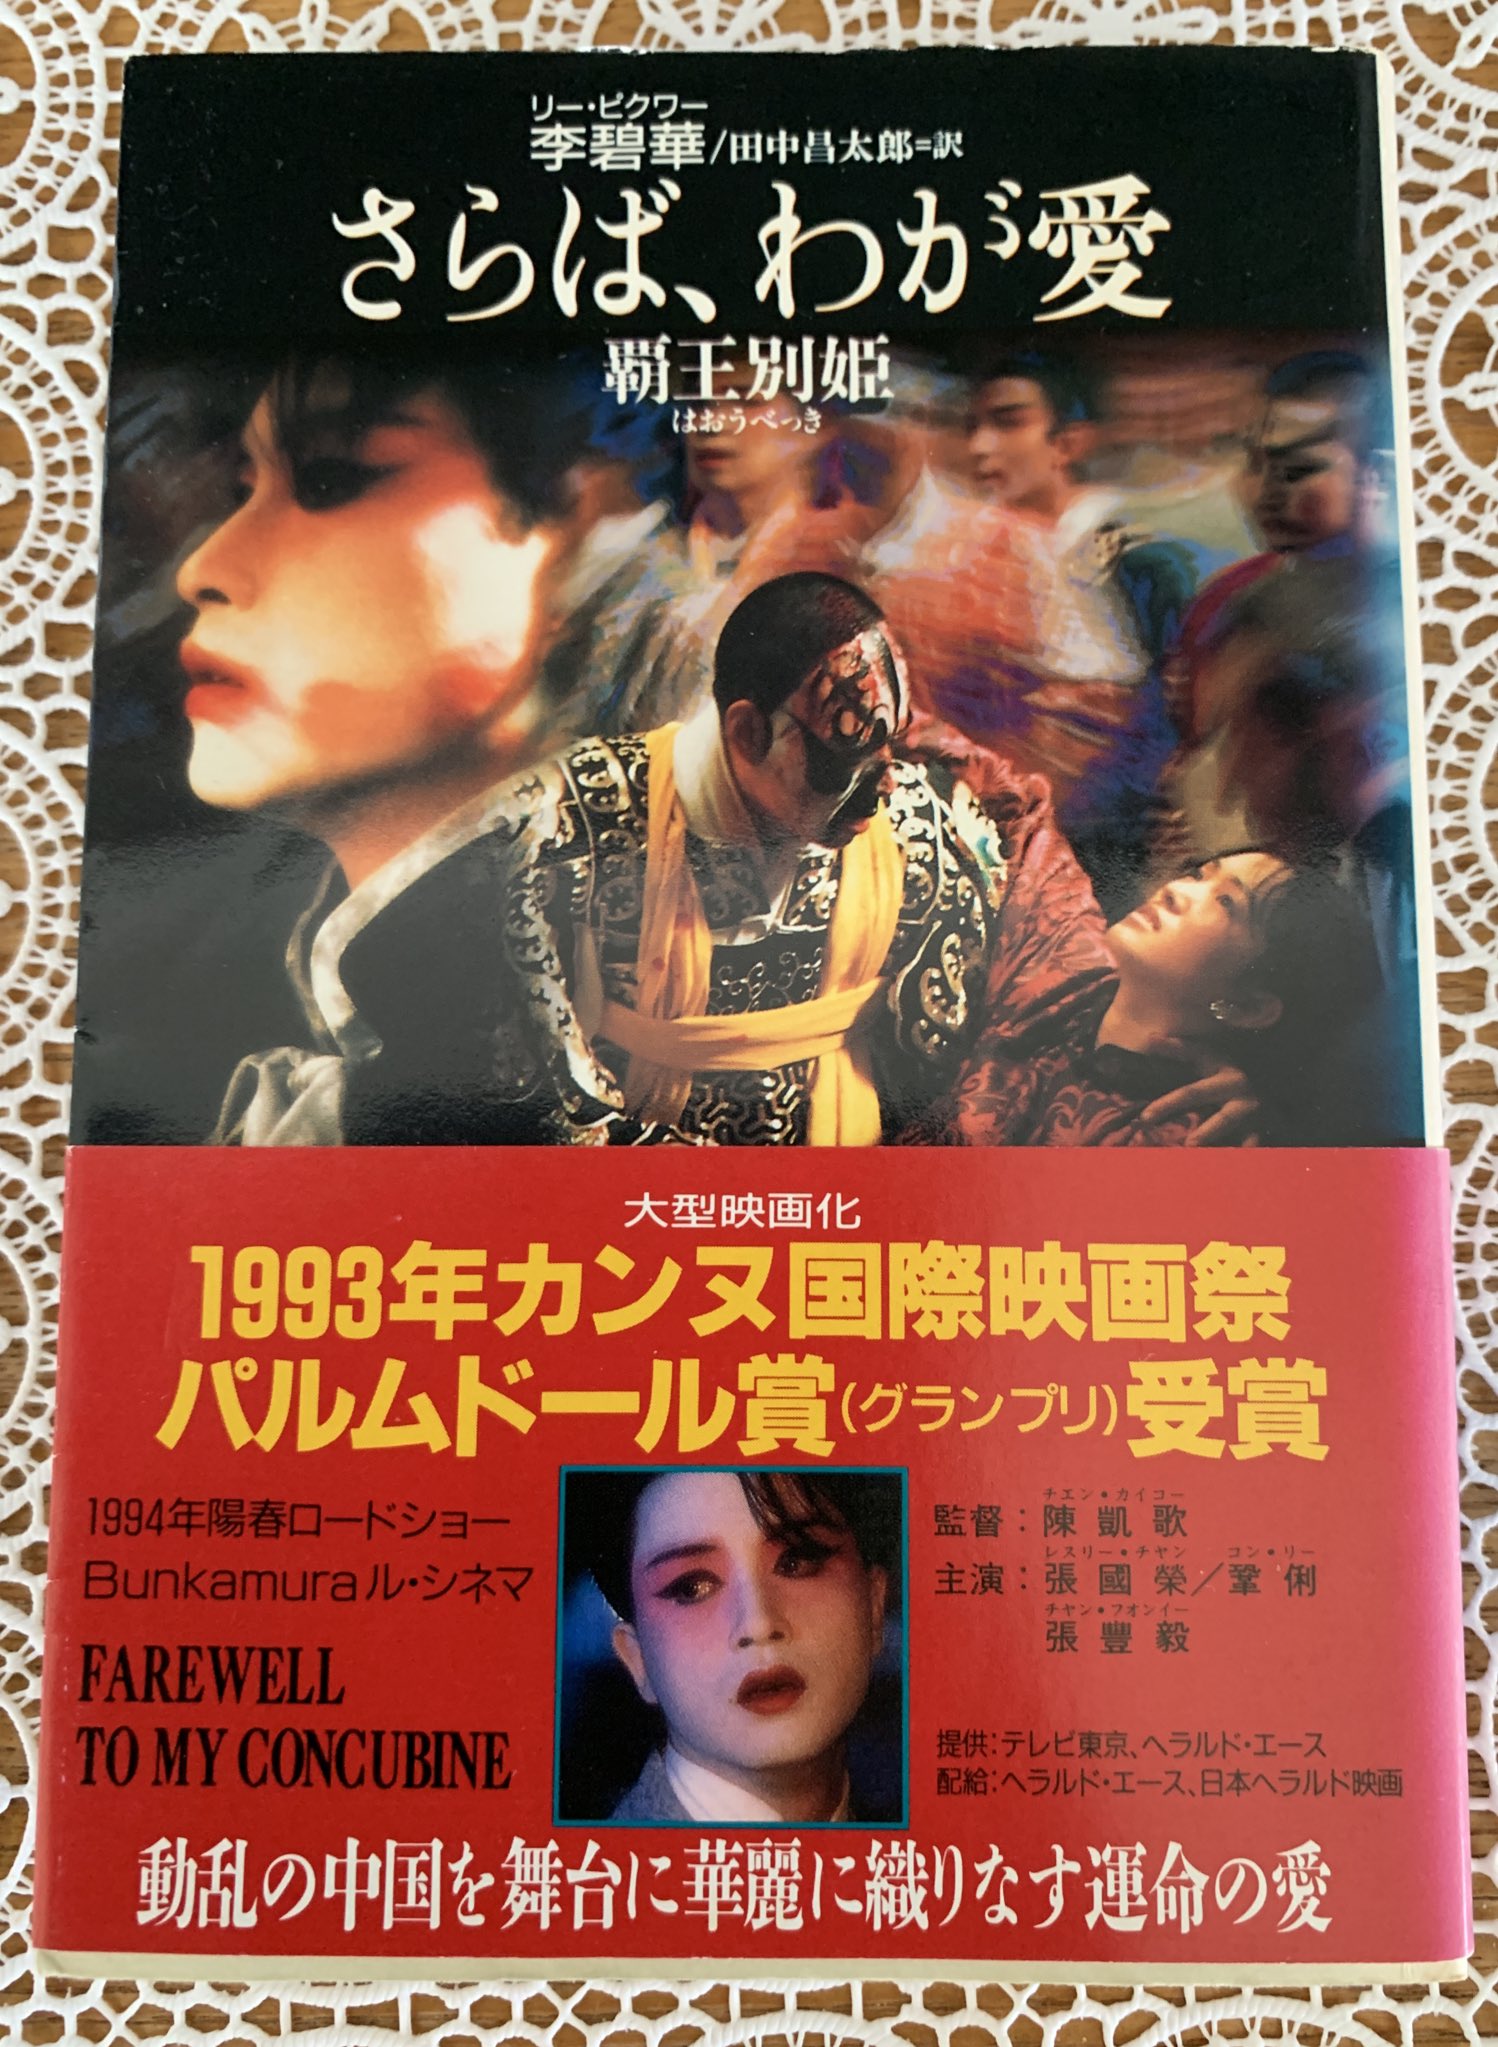 リー・ピクワー
李碧華/田中昌太郎=訳
さらば、わが愛
覇王別姫
はおうべっき
大型映画化
1993年カンヌ国際映画祭
パルムドール賞(グランプリ)受賞
1994年陽春ロードショー
Bunkamuraル・シネマ
FAREWELL
TO MY CONCUBINE
チエン・カイコー
監督：陳凱歌
レスリー・チャン コン・リー
主演：張國榮／鞏俐
チャン・フオンイー
張豐毅
提供：テレビ東京、ヘラルド・エース
配給：ヘラルド・エース、日本ヘラルド映画
動乱の中国を舞台に華麗に織りなす運命の愛